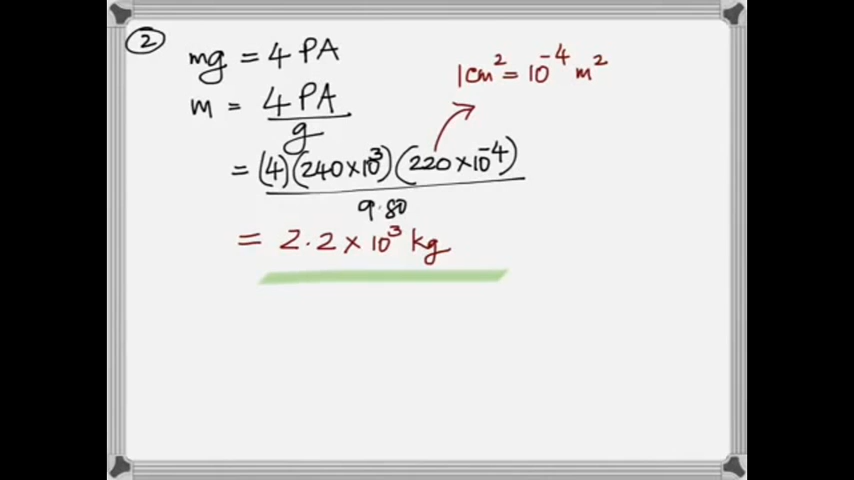 2
mg = 4 PA
1cm² = 10⁻⁴ m²
m = 4 PA / g
= (4)(240×10³)(220×10⁻⁴) / 9.80
= 2.2 × 10³ kg